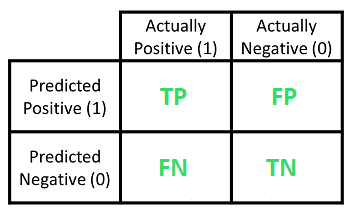 Actually
Positive (1)
Actually
Negative (0)
Predicted
Positive (1)
TP
FP
Predicted
Negative (0)
FN
TN